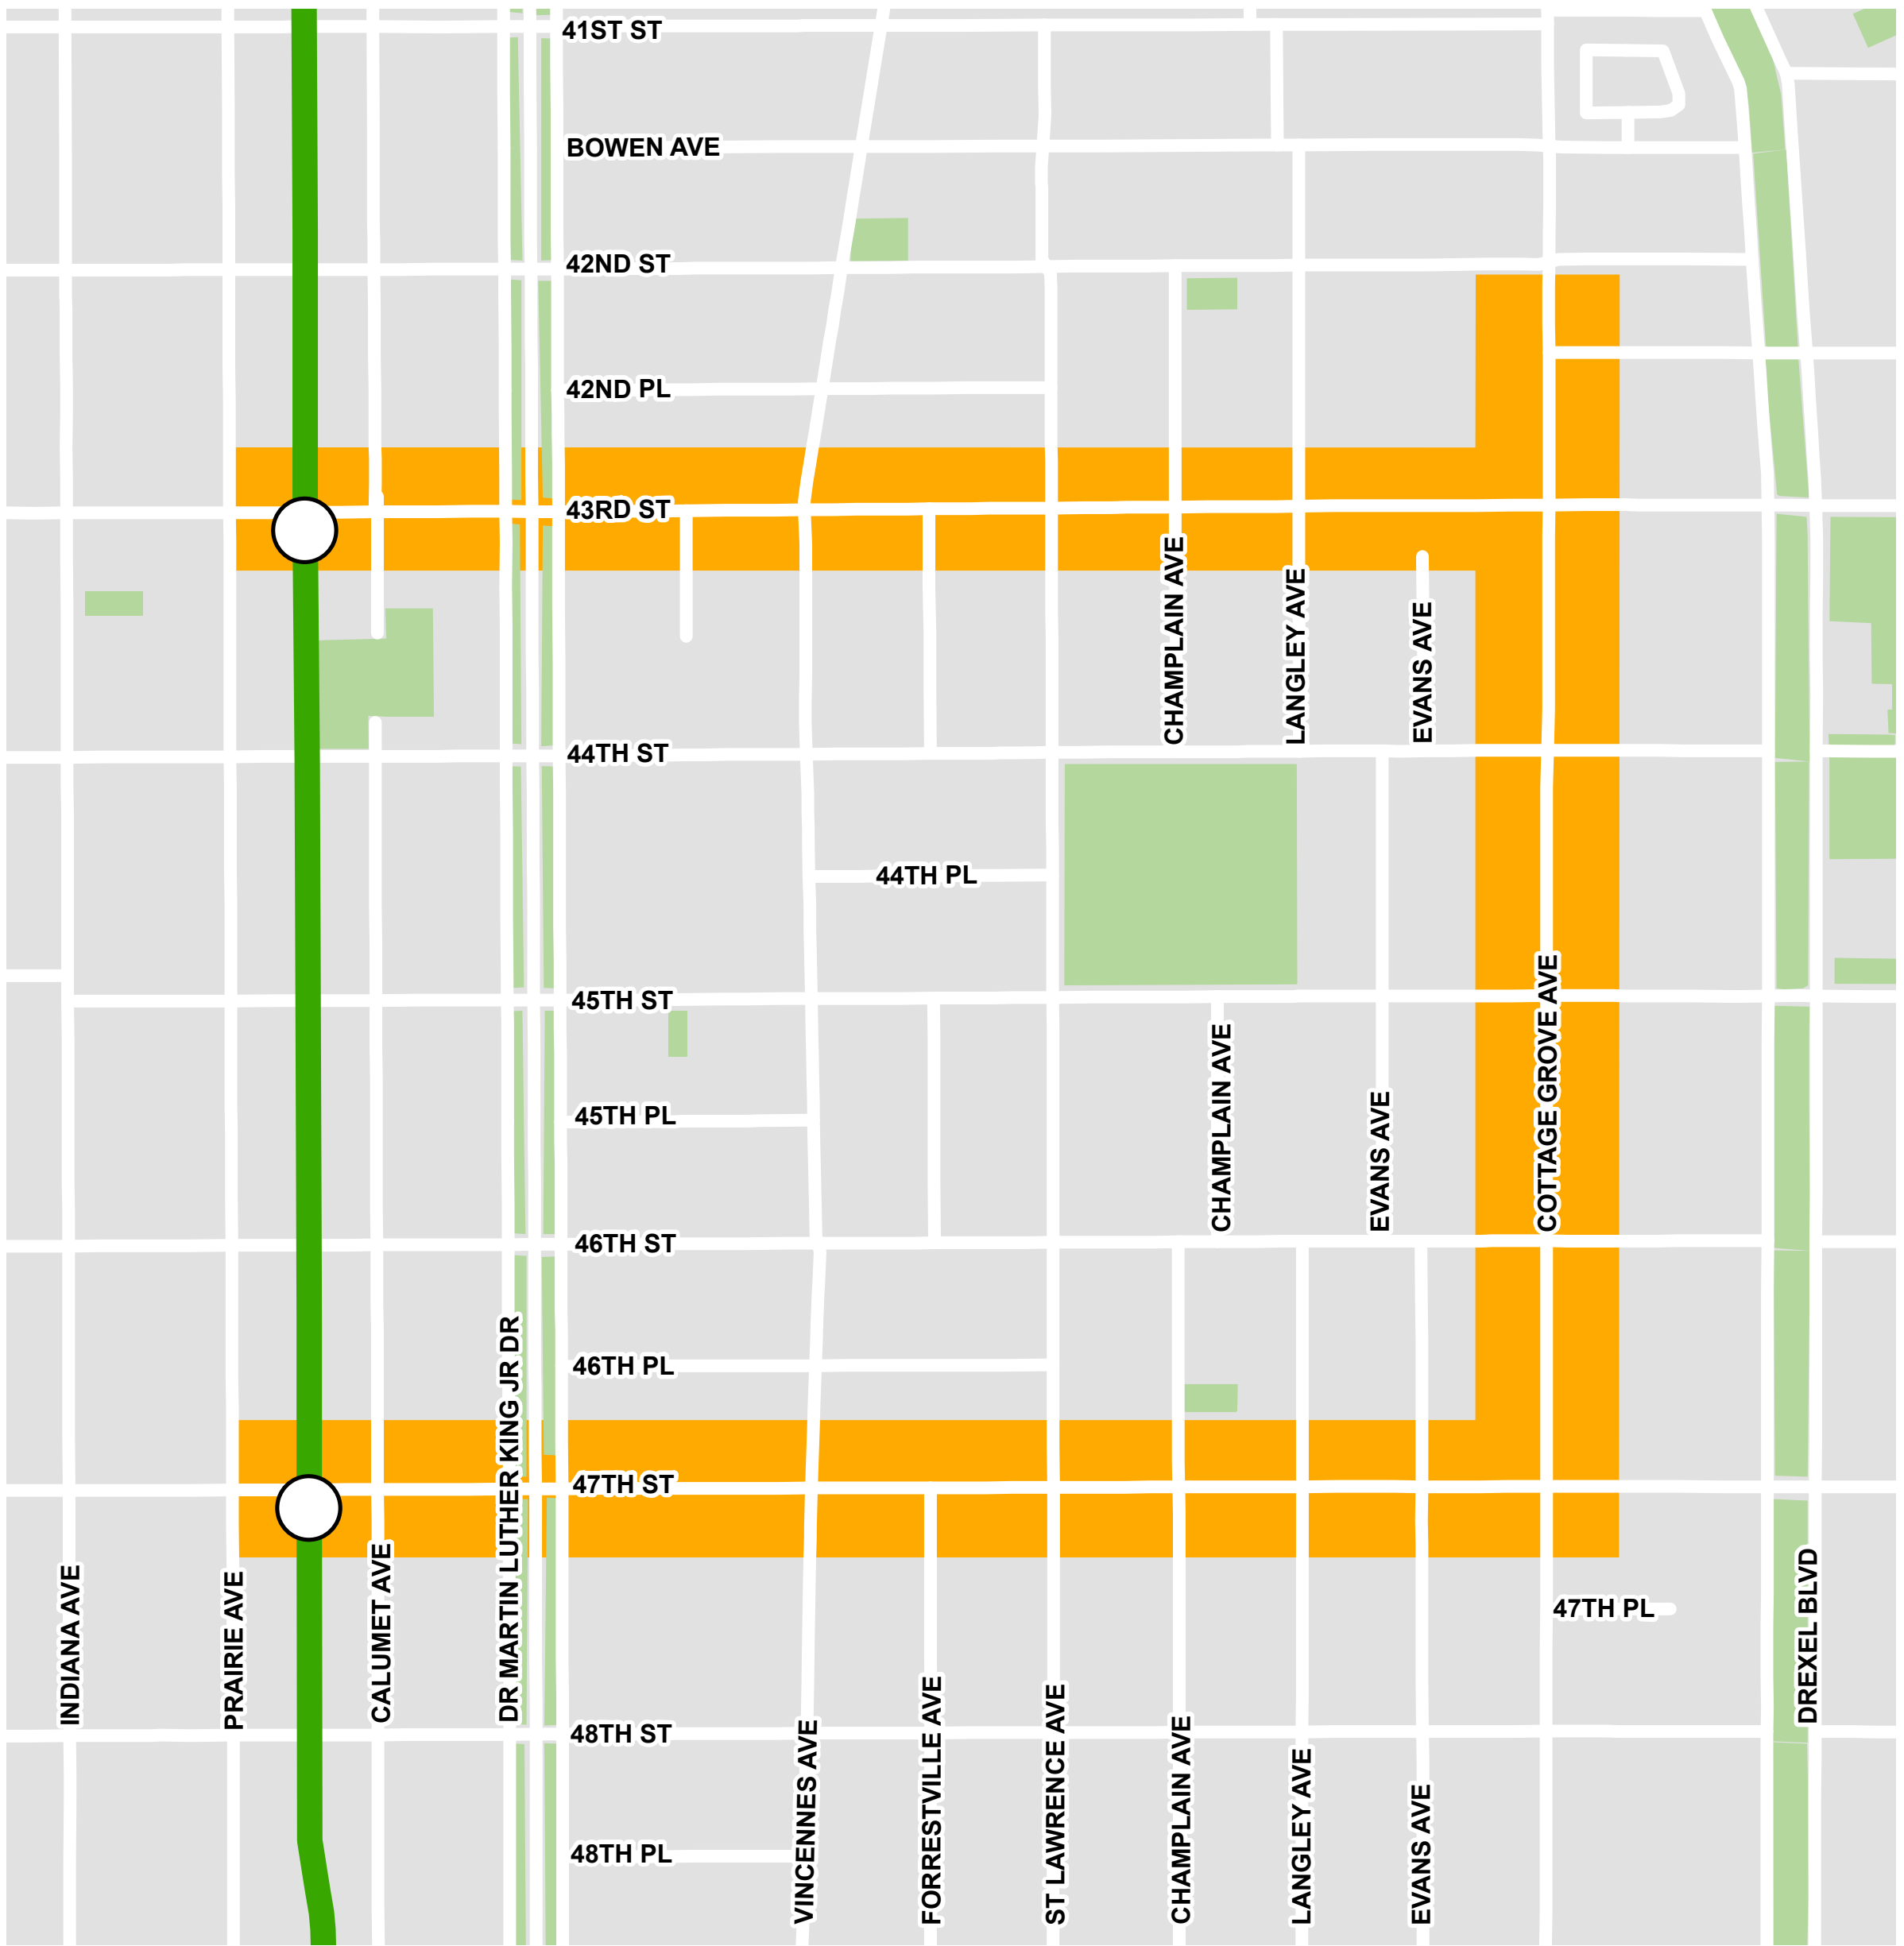 41ST ST
BOWEN AVE
42ND ST
42ND PL
43RD ST
CHAMPLAIN AVE
LANGLEY AVE
EVANS AVE
44TH ST
44TH PL
45TH ST
COTTAGE GROVE AVE
CHAMPLAIN AVE
EVANS AVE
45TH PL
46TH ST
DR MARTIN LUTHER KING JR DR
46TH PL
47TH ST
INDIANA AVE
PRAIRIE AVE
CALUMET AVE
47TH PL
DREXEL BLVD
48TH ST
VINCENNES AVE
FORRESTVILLE AVE
ST LAWRENCE AVE
CHAMPLAIN AVE
LANGLEY AVE
EVANS AVE
48TH PL